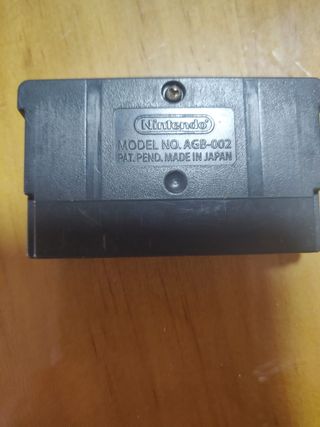 Nintendo
MODEL NO. AGB-002
PAT. PEND. MADE IN JAPAN